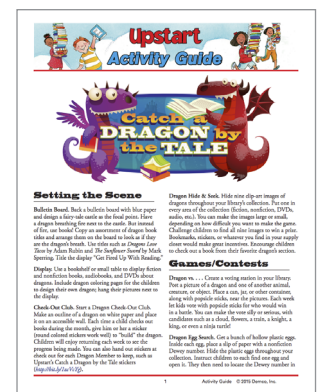 Upstart
Activity Guide
Catch a
DRAGON by
the TALE
Setting the Scene
Bulletin Board. Back a bulletin board with blue paper
and design a fairy-tale castle as the focal point. Have
a dragon breathing fire next to the castle. But instead
of fire, use books! Copy an assortment of dragon book
titles and arrange them on the board to look as if they
are the dragon's breath. Use titles such as Dragons Love
Tacos by Adam Rubin and The Sunflower Sword by Mark
Sperring. Title the display "Get Fired Up With Reading."
Display. Use a bookshelf or small table to display fiction
and nonfiction books, audiobooks, and DVDs about
dragons. Include dragon coloring pages for the children
to design their own dragon; hang their pictures next to
the display.
Check-Out Club. Start a Dragon Check-Out Club.
Make an outline of a dragon on white paper and place
it on an accessible wall. Each time a child checks out
books during the month, give him or her a sticker
(round colored stickers work well) to "build" the dragon.
Children will enjoy returning each week to see the
progress being made. You can also hand out stickers at
check out for each Dragon Member to keep, such as
Upstart's Catch a Dragon by the Tale stickers
Dragon Hide & Seek. Hide nine clip-art images of
dragons throughout your library's collection. Put one in
every area of the collection (fiction, nonfiction, DVDs,
audio, etc.). You can make the images large or small,
depending on how difficult you want to make the game.
Challenge children to find all nine images to win a prize.
Bookmarks, stickers, or whatever you find in your supply
closet would make great incentives. Encourage children
to check out a book from their favorite dragon's section.
Games/Contests
Dragon vs. . . . Create a voting station in your library.
Post a picture of a dragon and one of another animal,
creature, or object. Place a can, jar, or other container,
along with popsicle sticks, near the pictures. Each week
let kids vote with popsicle sticks for who would win
in a battle. You can make the vote silly or serious, with
candidates such as a cloud, flowers, a train, a knight, a
king, or even a ninja turtle!
Dragon Egg Search. Get a bunch of hollow plastic eggs.
Inside each egg, place a slip of paper with a nonfiction
Dewey number. Hide the plastic eggs throughout your
collection. Instruct children to each find one egg and
open it. They then need to locate the Dewey number in
1
Activity Guide © 2015 Demco, Inc.